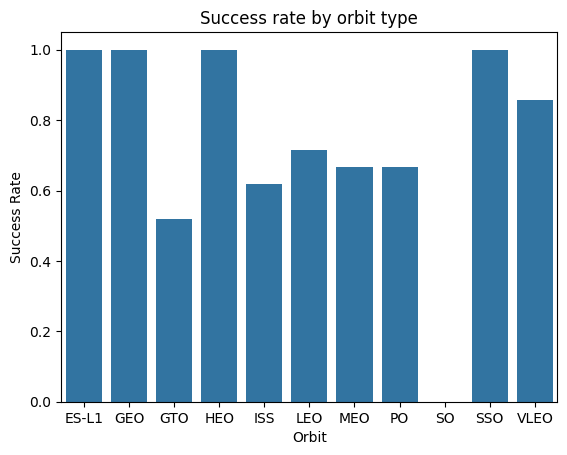 Success rate by orbit type
1.0
0.8
0.6
0.4
0.2
0.0
Success Rate
ES-L1 GEO GTO HEO ISS LEO MEO PO SO SSO VLEO
Orbit